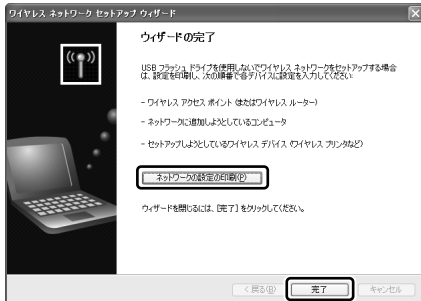 ワイヤレス ネットワーク セットアップ ウィザード
ウィザードの完了
USB フラッシュ ドライブを使用しないでワイヤレス ネットワークをセットアップする場合
は、設定を印刷し、次の順番で各デバイスに設定を入力してください:
- ワイヤレス アクセス ポイント (またはワイヤレス ルーター)
- ネットワークに追加しようとしているコンピュータ
- セットアップしようとしているワイヤレス デバイス (ワイヤレス プリンタなど)
ネットワークの設定の印刷(P)
ウィザードを閉じるには、[完了] をクリックしてください。
< 戻る(B)
完了
キャンセル